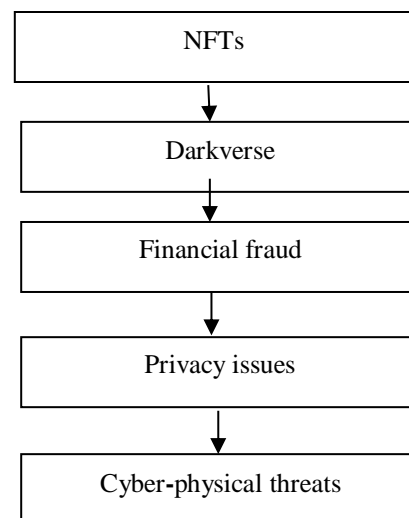 NFTs
Darkverse
Financial fraud
Privacy issues
Cyber-physical threats